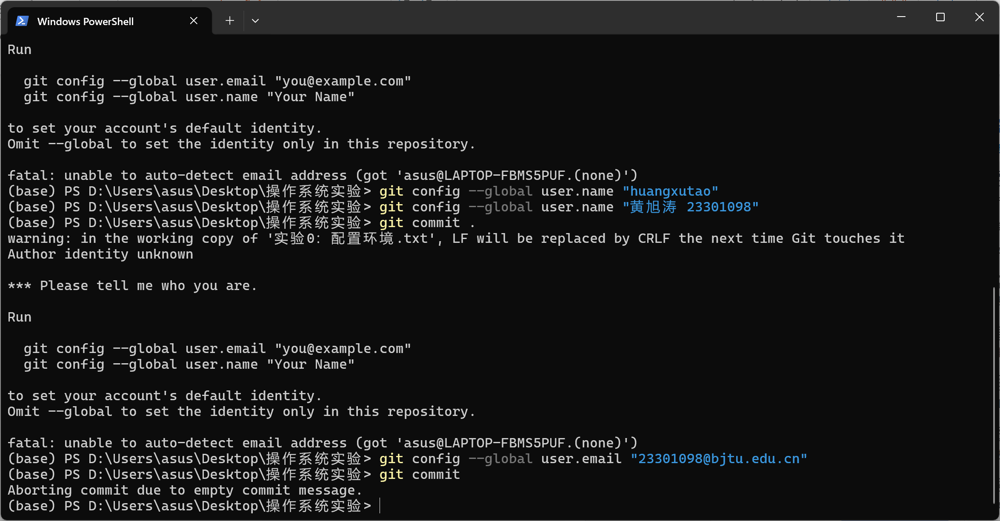 Windows PowerShell
Run
git config --global user.email "you@example.com"
git config --global user.name "Your Name"
to set your account's default identity.
Omit --global to set the identity only in this repository.
fatal: unable to auto-detect email address (got 'asus@LAPTOP-FBMS5PUF.(none)')
(base) PS D:\Users\asus\Desktop\操作系统实验> git config --global user.name "huangxutao"
(base) PS D:\Users\asus\Desktop\操作系统实验> git config --global user.name "黄旭涛 23301098"
(base) PS D:\Users\asus\Desktop\操作系统实验> git commit .
warning: in the working copy of '实验0：配置环境.txt', LF will be replaced by CRLF the next time Git touches it
Author identity unknown
*** Please tell me who you are.
Run
git config --global user.email "you@example.com"
git config --global user.name "Your Name"
to set your account's default identity.
Omit --global to set the identity only in this repository.
fatal: unable to auto-detect email address (got 'asus@LAPTOP-FBMS5PUF.(none)')
(base) PS D:\Users\asus\Desktop\操作系统实验> git config --global user.email "23301098@bjtu.edu.cn"
(base) PS D:\Users\asus\Desktop\操作系统实验> git commit
Aborting commit due to empty commit message.
(base) PS D:\Users\asus\Desktop\操作系统实验>